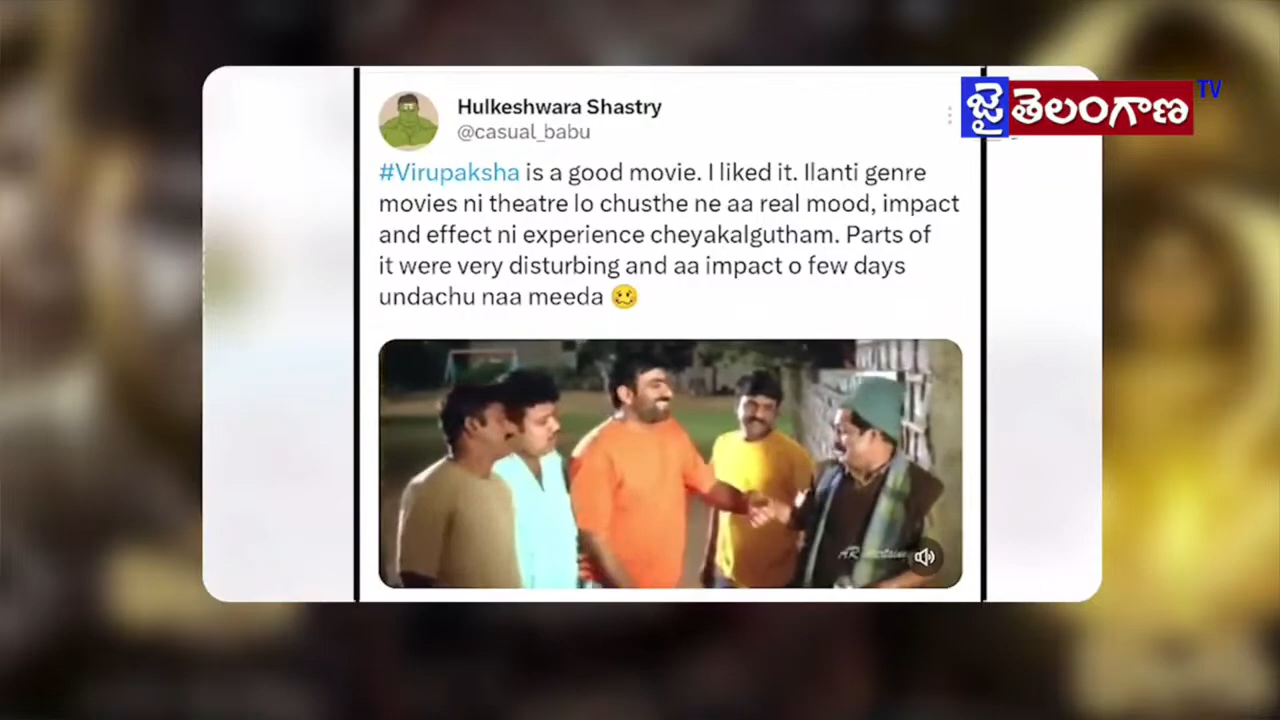 Hulkeshwara Shastry
@casual_babu
#Virupaksha is a good movie. I liked it. Ilanti genre
movies ni theatre lo chusthe ne aa real mood, impact
and effect ni experience cheyakalgutham. Parts of
it were very disturbing and aa impact o few days
undachu naa meeda 🥴
జై తెలంగాణ TV